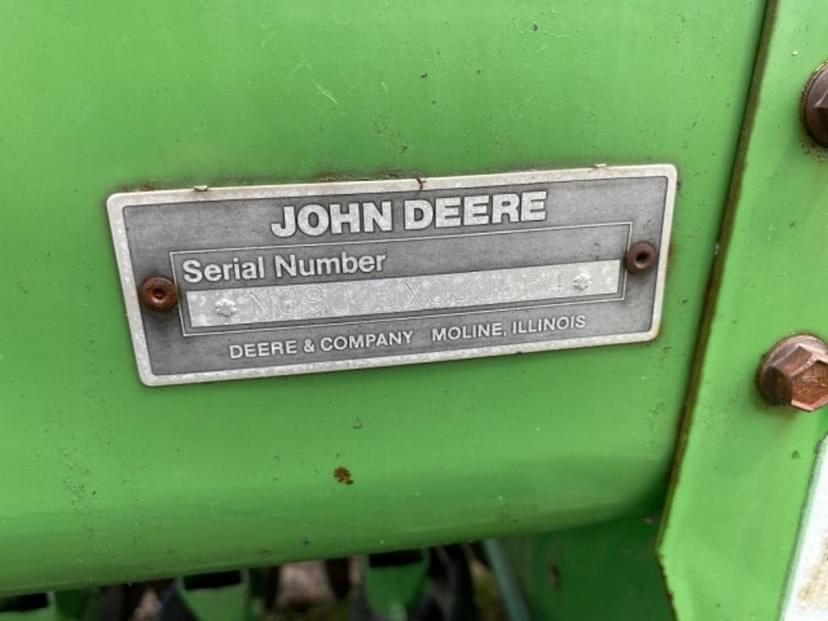 JOHN DEERE
Serial Number
DEERE & COMPANY MOLINE, ILLINOIS